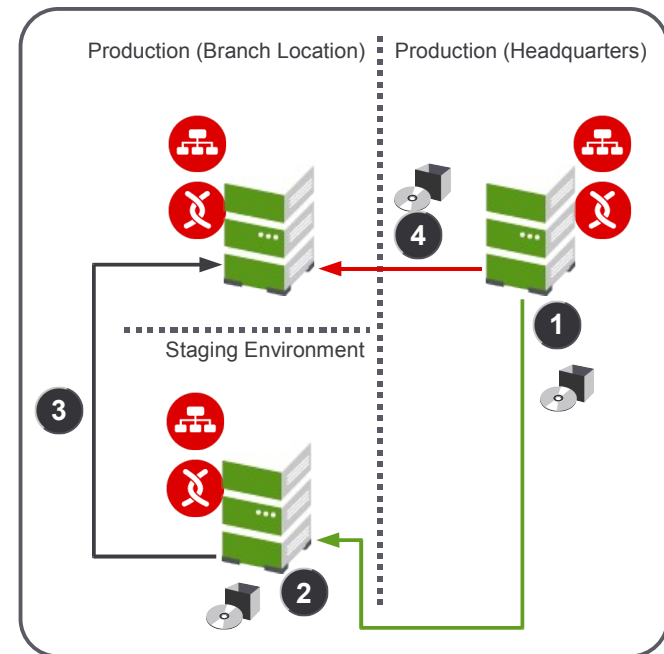 Production (Branch Location)
Production (Headquarters)
4
1
Staging Environment
3
2